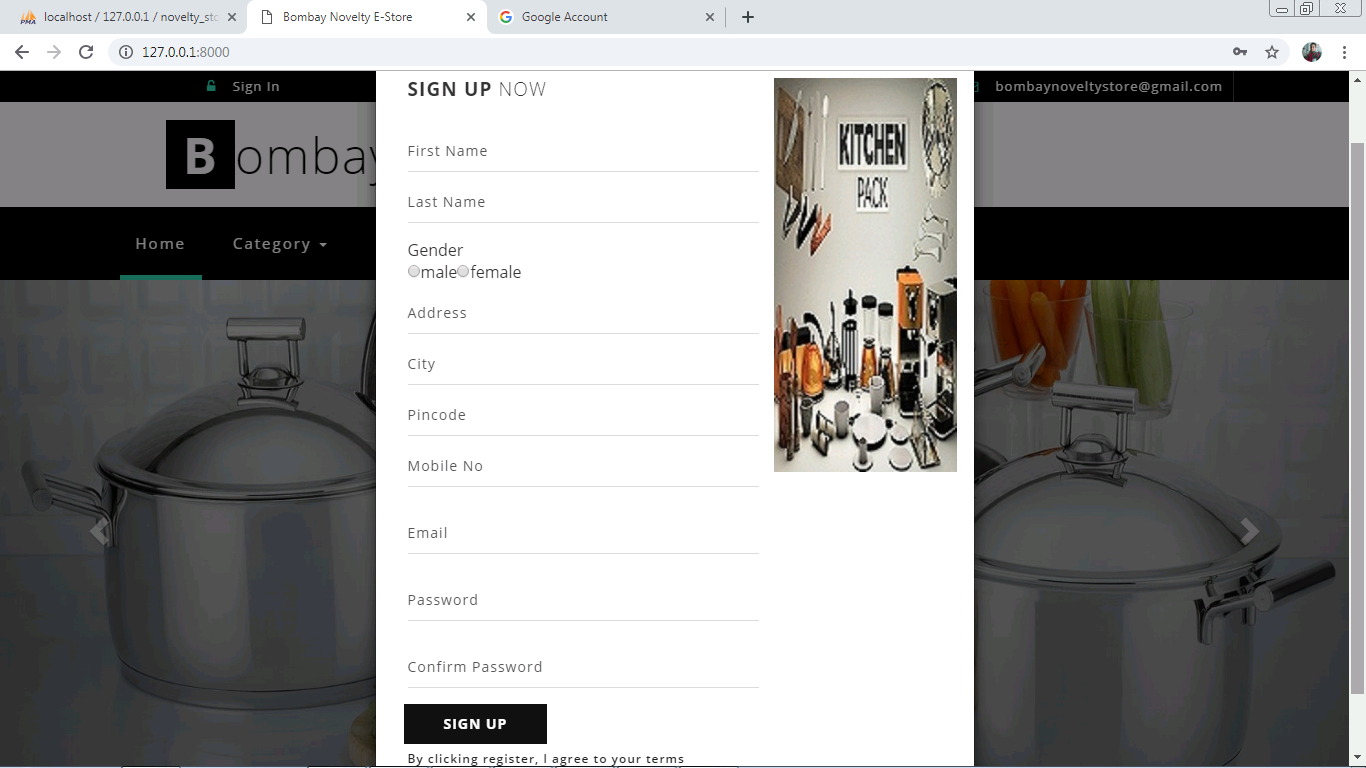 localhost / 127.0.0.1 / novelty_sto
Bombay Novelty E-Store
Google Account
127.0.0.1:8000
Sign In
bombaynoveltystore@gmail.com
SIGN UP NOW
Bombay
Home
Category
First Name
Last Name
Gender
male female
Address
City
Pincode
Mobile No
Email
Password
Confirm Password
SIGN UP
By clicking register, I agree to your terms
KITCHEN
PACK